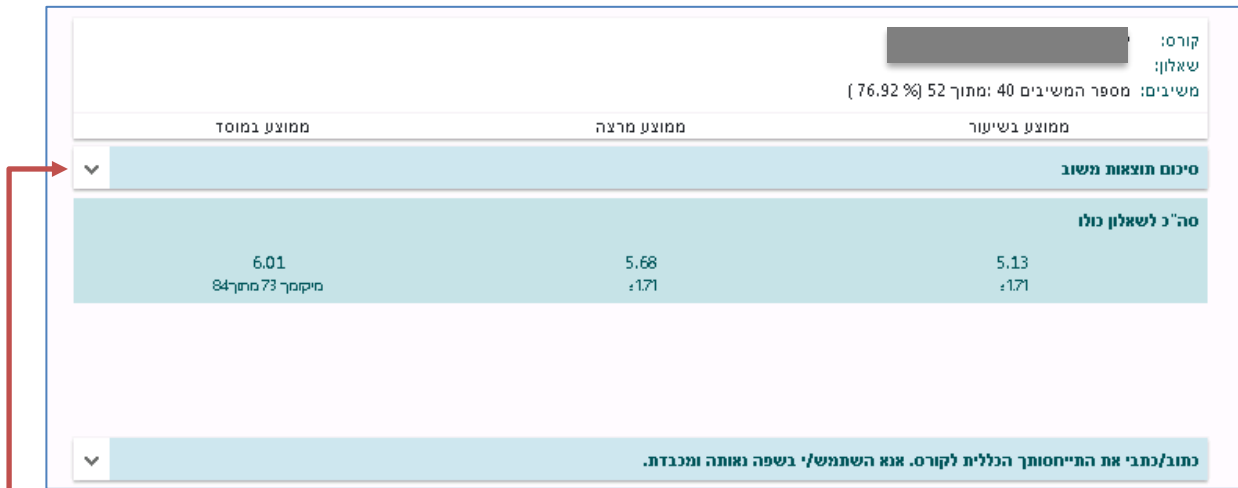 קורס:
שאלון:
משיבים: מספר המשיבים 40 :מתוך 52 (% 76.92 )
ממוצע בשיעור ממוצע מרצה ממוצע במוסד
סיכום תוצאות משוב
סה"כ לשאלון כולו
5.13 5.68 6.01
1.71 1.71 מיקומך 73 מתוך84
כתוב/כתבי את התייחסותך הכללית לקורס. אנא השתמש/י בשפה נאותה ומכבדת.